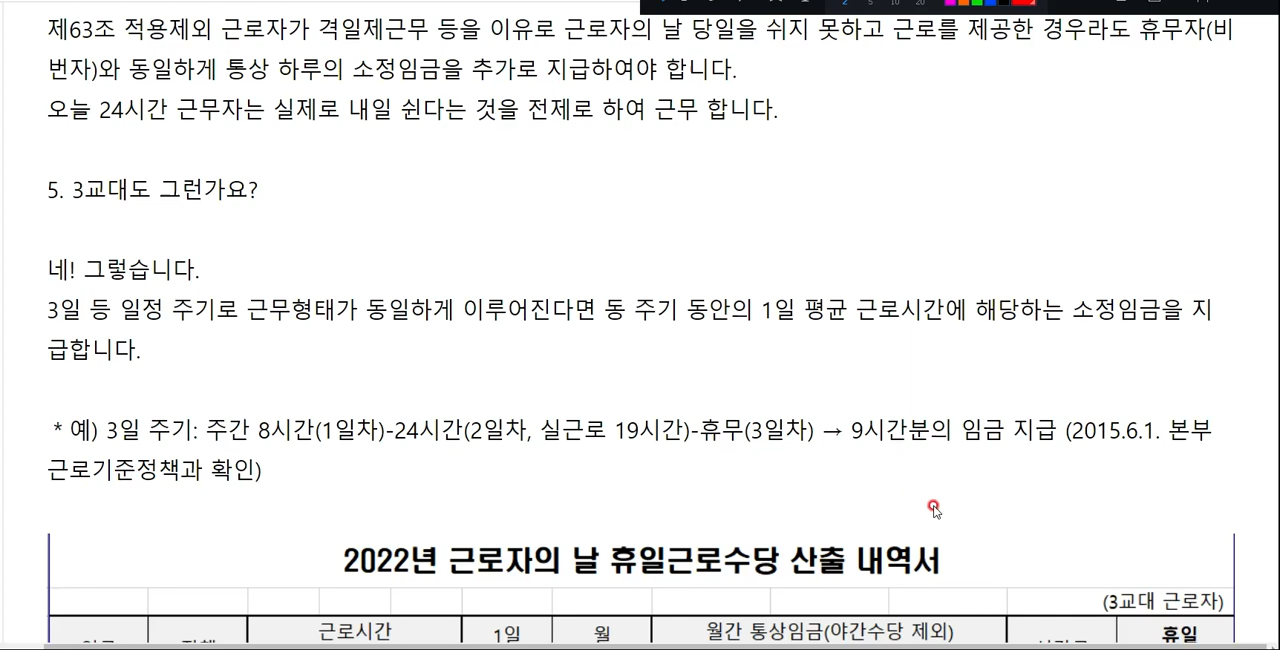 제63조 적용제외 근로자가 격일제근무 등을 이유로 근로자의 날 당일을 쉬지 못하고 근로를 제공한 경우라도 휴무자(비
번자)와 동일하게 통상 하루의 소정임금을 추가로 지급하여야 합니다.
오늘 24시간 근무자는 실제로 내일 쉰다는 것을 전제로 하여 근무 합니다.
5. 3교대도 그런가요?
네! 그렇습니다.
3일 등 일정 주기로 근무형태가 동일하게 이루어진다면 동 주기 동안의 1일 평균 근로시간에 해당하는 소정임금을 지
급합니다.
* 예) 3일 주기: 주간 8시간(1일차)-24시간(2일차, 실근로 19시간)-휴무(3일차) → 9시간분의 임금 지급 (2015.6.1. 본부
근로기준정책과 확인)
2022년 근로자의 날 휴일근로수당 산출 내역서
(3교대 근로자)
근로시간 1일 월 월간 통상임금(야간수당 제외) 휴일